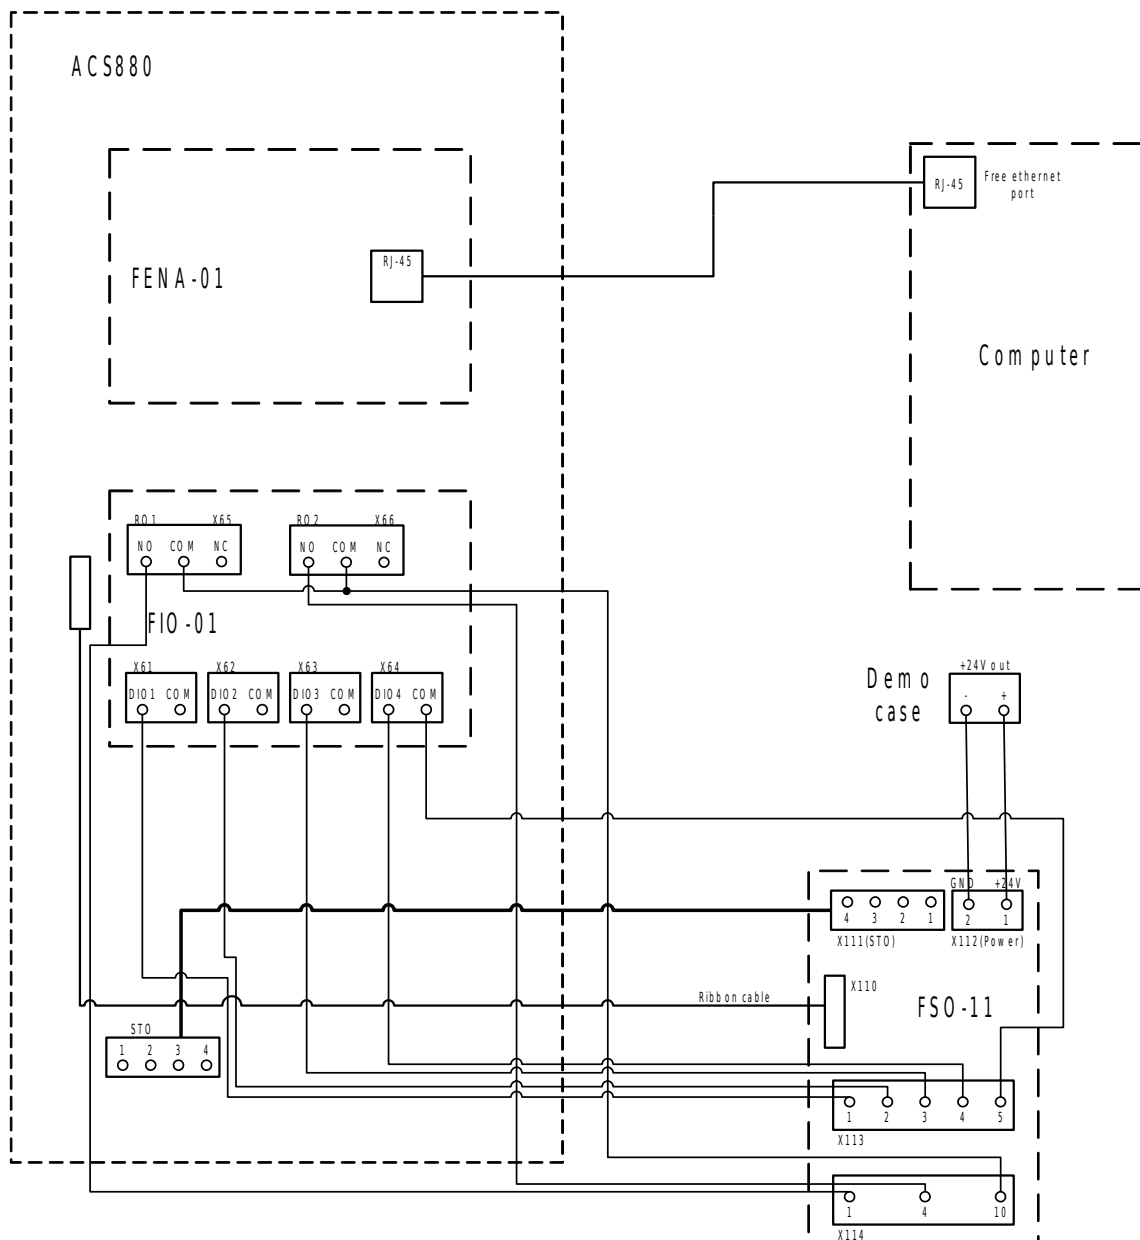 ACS880
RJ-45
Free ethernet
port
RJ-45
FENA-01
Computer
RO1 X65
RO2 X66
NO COM NC
NO COM NC
FIO-01
X61
X62
X63
X64
DIO1 COM
DIO2 COM
DIO3 COM
DIO4 COM
+24V out
- +
Demo
case
GND +24V
4 3 2 1
2 1
X111(STO)
X112(Power)
Ribbon cable
X110
FSO-11
STO
1 2 3 4
1 2 3 4 5
X113
1 4 10
X114